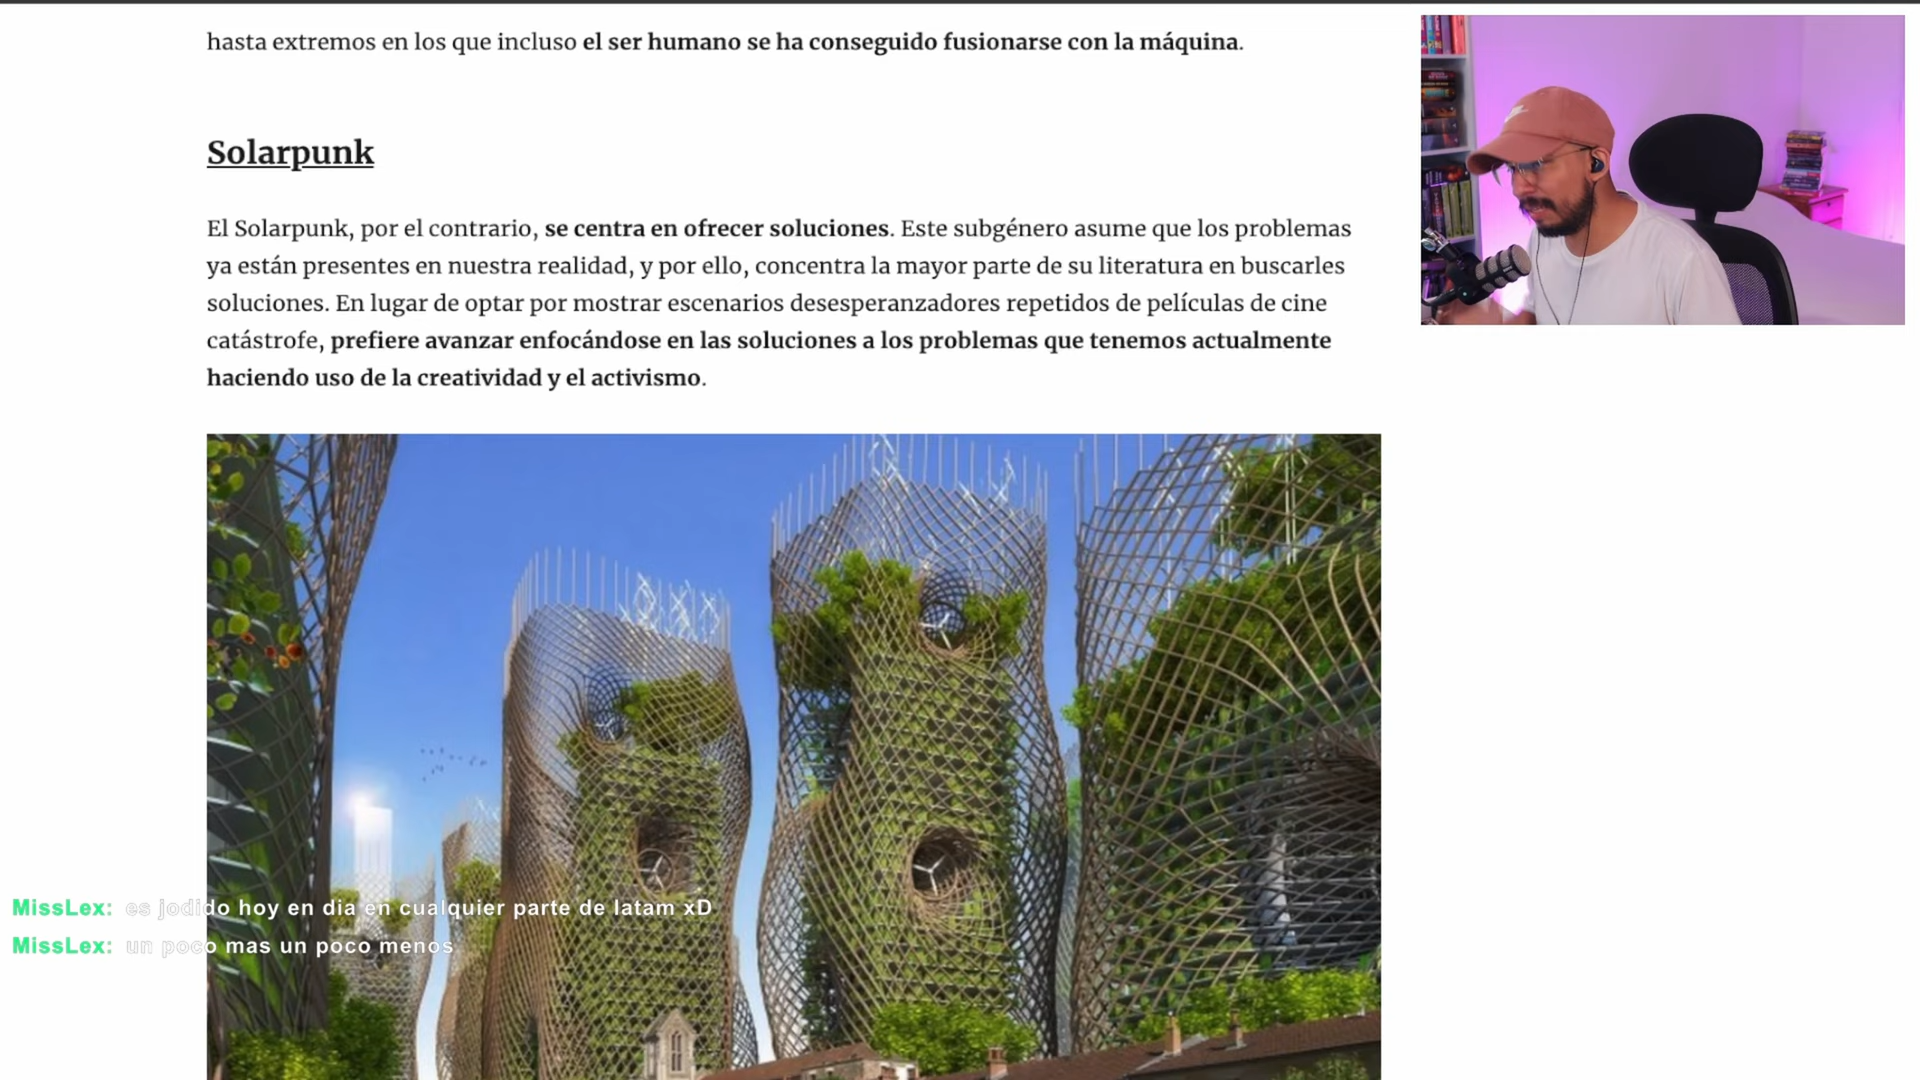 hasta extremos en los que incluso el ser humano se ha conseguido fusionarse con la máquina.
Solarpunk
El Solarpunk, por el contrario, se centra en ofrecer soluciones. Este subgénero asume que los problemas
ya están presentes en nuestra realidad, y por ello, concentra la mayor parte de su literatura en buscarles
soluciones. En lugar de optar por mostrar escenarios desesperanzadores repetidos de películas de cine
catástrofe, prefiere avanzar enfocándose en las soluciones a los problemas que tenemos actualmente
haciendo uso de la creatividad y el activismo.
MissLex: es jodido hoy en dia en cualquier parte de latam xD
MissLex: un poco mas un poco menos